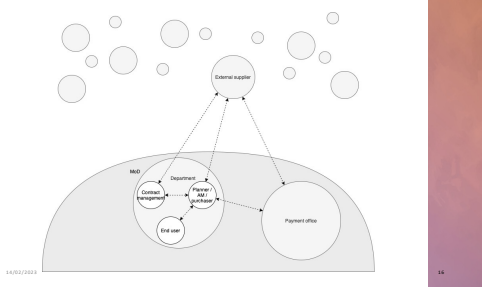 External supplier
MoD
Department
Contract
management
Planner /
AM /
purchaser
End user
Payment office
14/02/2023
16